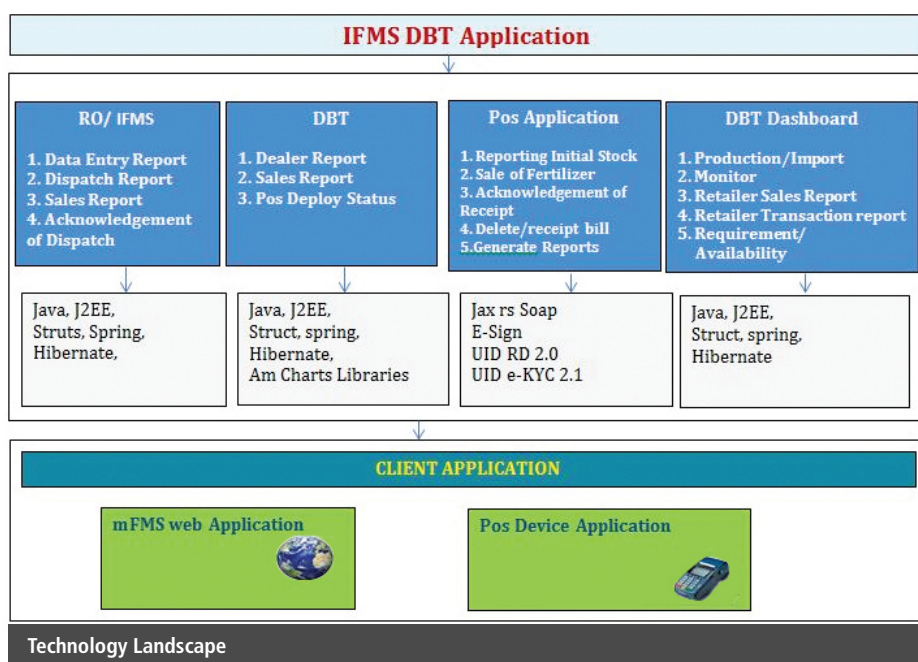 IFMS DBT Application
RO/ IFMS
1. Data Entry Report
2. Dispatch Report
3. Sales Report
4. Acknowledgement
of Dispatch
DBT
1. Dealer Report
2. Sales Report
3. Pos Deploy Status
Pos Application
1. Reporting Initial Stock
2. Sale of Fertilizer
3. Acknowledgement of
Receipt
4. Delete/receipt bill
5.Generate Reports
DBT Dashboard
1. Production/Import
2. Monitor
3. Retailer Sales Report
4. Retailer Transaction report
5. Requirement/
Availability
Java, J2EE,
Struts, Spring,
Hibernate,
Java, J2EE,
Struct, spring,
Hibernate,
Am Charts Libraries
Jax rs Soap
E-Sign
UID RD 2.0
UID e-KYC 2.1
Java, J2EE,
Struct, spring,
Hibernate
CLIENT APPLICATION
mFMS web Application
Pos Device Application
Technology Landscape